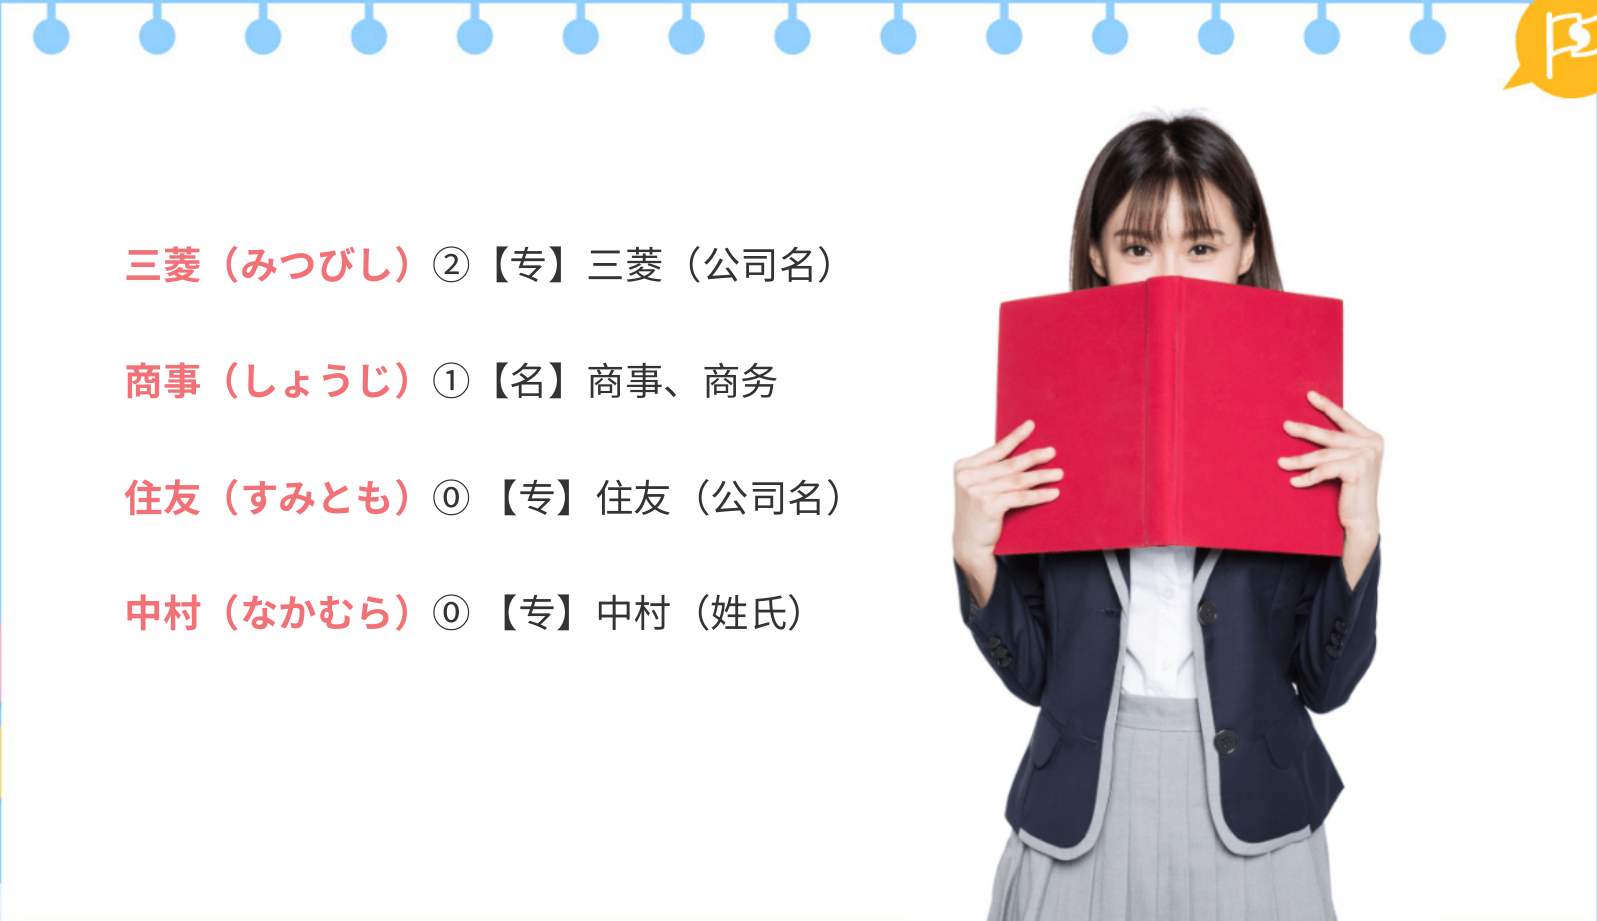 三菱（みつびし）②【专】三菱（公司名）
商事（しょうじ）①【名】商事、商务
住友（すみとも）⓪ 【专】住友（公司名）
中村（なかむら）⓪ 【专】中村（姓氏）